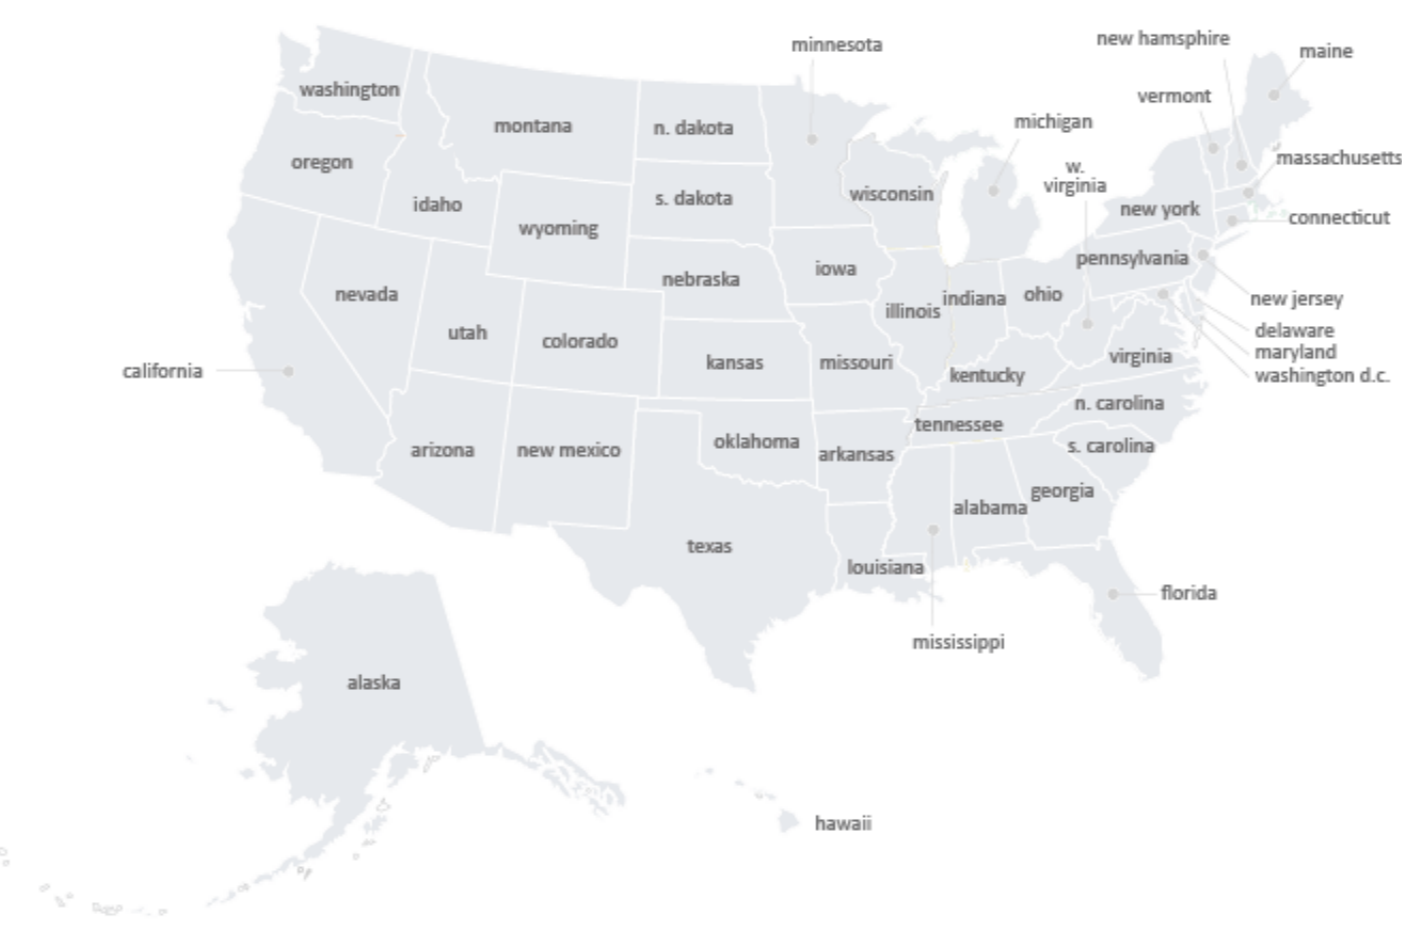 new hamsphire
minnesota
maine
washington
vermont
michigan
montana
n. dakota
massachusetts
oregon
w.
virginia
wisconsin
s. dakota
idaho
new york
connecticut
wyoming
pennsylvania
iowa
nebraska
nevada
ohio
indiana
new jersey
illinois
delaware
utah
colorado
maryland
virginia
kansas
missouri
california
kentucky
washington d.c.
n. carolina
tennessee
oklahoma
s. carolina
arizona
new mexico
arkansas
georgia
alabama
texas
louisiana
florida
mississippi
alaska
hawaii